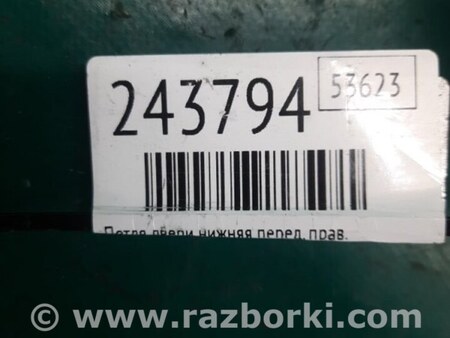 243794
53623
Петля двери нижняя перед. прав.
© www.razborki.com